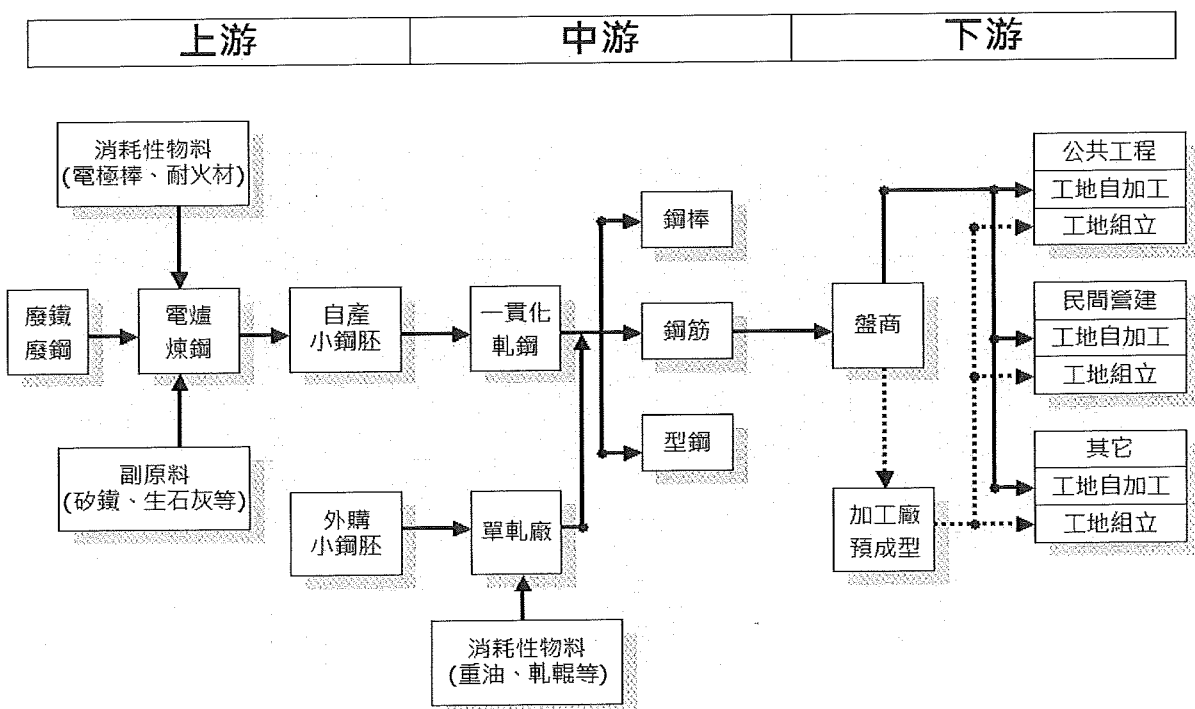 上游
中游
下游
消耗性物料
(電極棒、耐火材)
廢鐵
廢鋼
電爐
煉鋼
副原料
(矽鐵、生石灰等)
自產
小鋼胚
外購
小鋼胚
一貫化
軋鋼
單軋廠
消耗性物料
(重油、軋輥等)
鋼棒
鋼筋
型鋼
盤商
加工廠
預成型
公共工程
工地自加工
工地組立
民間營建
工地自加工
工地組立
其它
工地自加工
工地組立